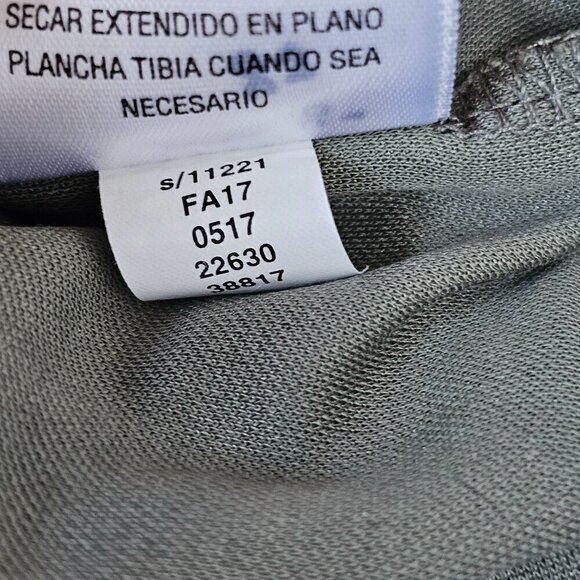 SECAR EXTENDIDO EN PLANO
PLANCHA TIBIA CUANDO SEA
NECESARIO
s/11221
FA17
0517
22630
38817